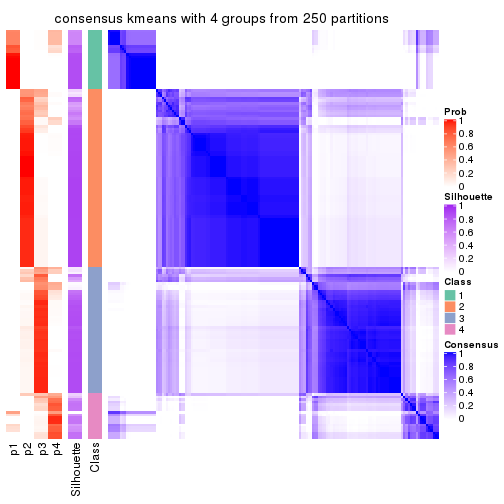 consensus kmeans with 4 groups from 250 partitions
Prob
1
0.8
0.6
0.4
0.2
0
Silhouette
1
0.8
0.6
0.4
0.2
0
Class
1
2
3
4
Consensus
1
0.8
0.6
0.4
0.2
0
p1
p2
p3
p4
Silhouette
Class